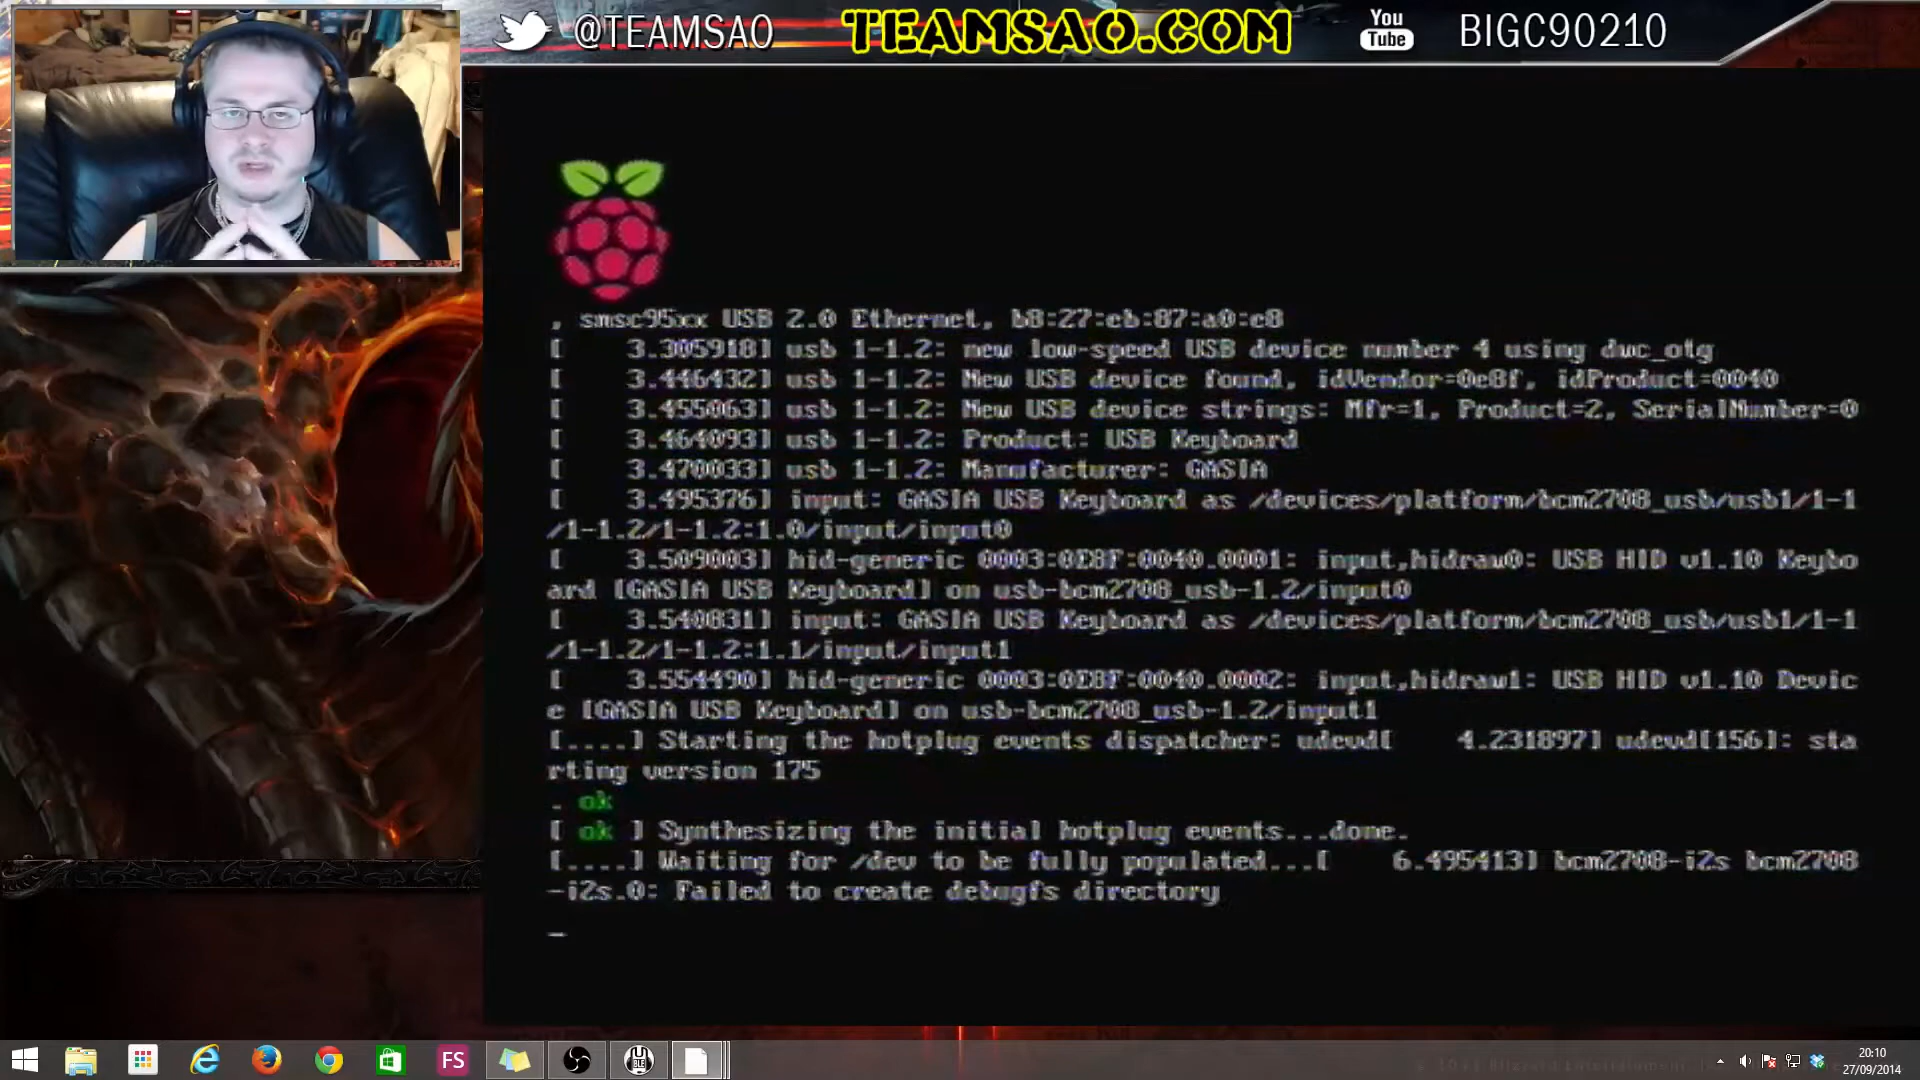 @TEAMSAO
TEAMSAO.COM
You
Tube
BIGC90210
, smsc95xx USB 2.0 Ethernet, b8:27:eb:87:a0:e8
[    3.305918] usb 1-1.2: new low-speed USB device number 4 using dwc_otg
[    3.446432] usb 1-1.2: New USB device found, idVendor=0e8f, idProduct=0040
[    3.455063] usb 1-1.2: New USB device strings: Mfr=1, Product=2, SerialNumber=0
[    3.464093] usb 1-1.2: Product: USB Keyboard
[    3.470033] usb 1-1.2: Manufacturer: GASIA
[    3.495376] input: GASIA USB Keyboard as /devices/platform/bcm2708_usb/usb1/1-1
/1-1.2/1-1.2:1.0/input/input0
[    3.509003] hid-generic 0003:0E8F:0040.0001: input,hidraw0: USB HID v1.10 Keybo
ard [GASIA USB Keyboard] on usb-bcm2708_usb-1.2/input0
[    3.540831] input: GASIA USB Keyboard as /devices/platform/bcm2708_usb/usb1/1-1
/1-1.2/1-1.2:1.1/input/input1
[    3.554490] hid-generic 0003:0E8F:0040.0002: input,hidraw1: USB HID v1.10 Devic
e [GASIA USB Keyboard] on usb-bcm2708_usb-1.2/input1
[....] Starting the hotplug events dispatcher: udevd[    4.231897] udevd[156]: sta
rting version 175
. ok
[ ok ] Synthesizing the initial hotplug events...done.
[....] Waiting for /dev to be fully populated...[    6.495413] bcm2708-i2s bcm2708
-i2s.0: Failed to create debugfs directory
_
FS
20:10
27/09/2014